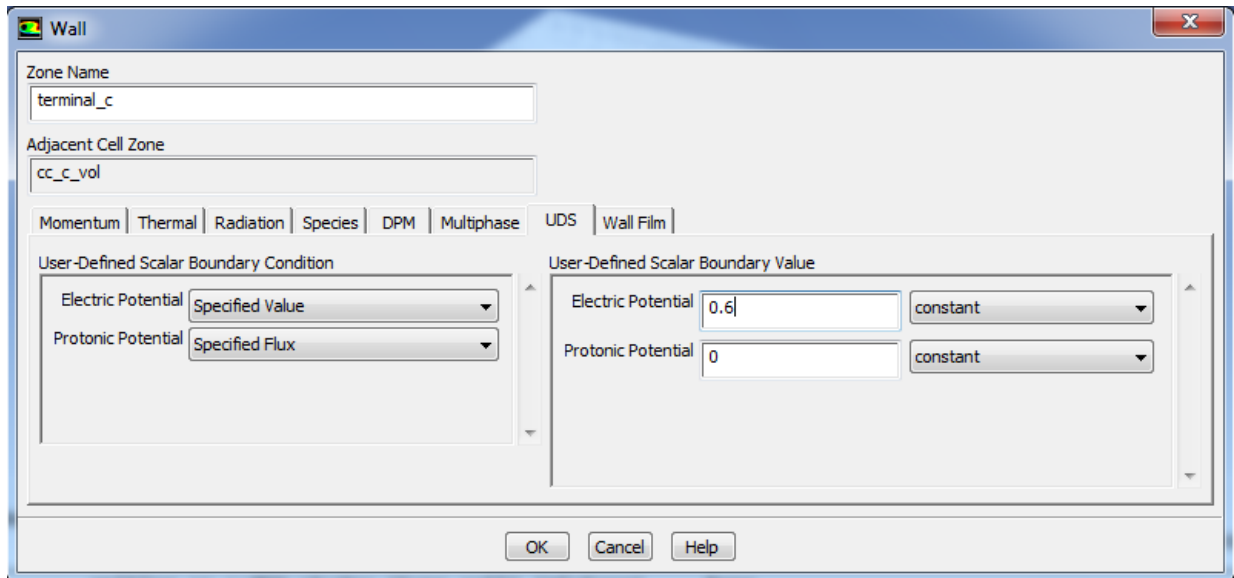 Wall
Zone Name
terminal_c
Adjacent Cell Zone
cc_c_vol
Momentum Thermal Radiation Species DPM Multiphase UDS Wall Film
User-Defined Scalar Boundary Condition User-Defined Scalar Boundary Value
Electric Potential Specified Value Electric Potential 0.6 constant
Protonic Potential Specified Flux Protonic Potential 0 constant
OK Cancel Help